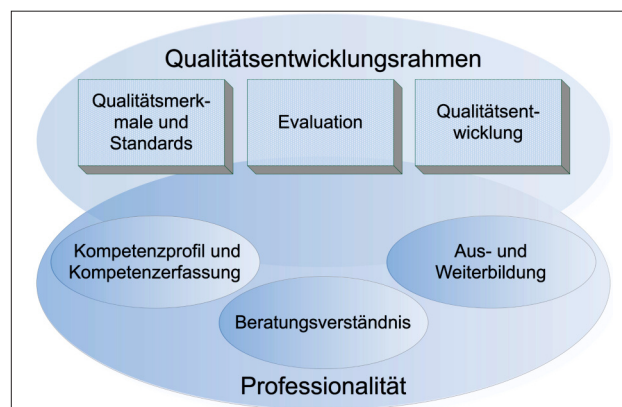 Qualitätsentwicklungsrahmen
Qualitätsmerk-
male und
Standards
Evaluation
Qualitätsent-
wicklung
Kompetenzprofil und
Kompetenzerfassung
Aus- und
Weiterbildung
Beratungsverständnis
Professionalität